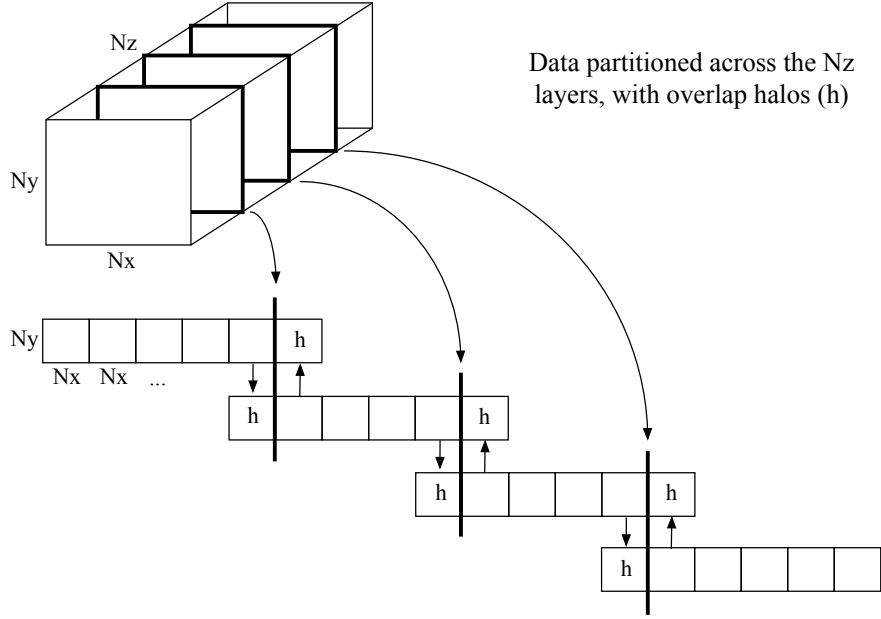 Nz
Data partitioned across the Nz
layers, with overlap halos (h)
Ny
Nx
Ny
h
Nx Nx ...
h
h
h
h
h